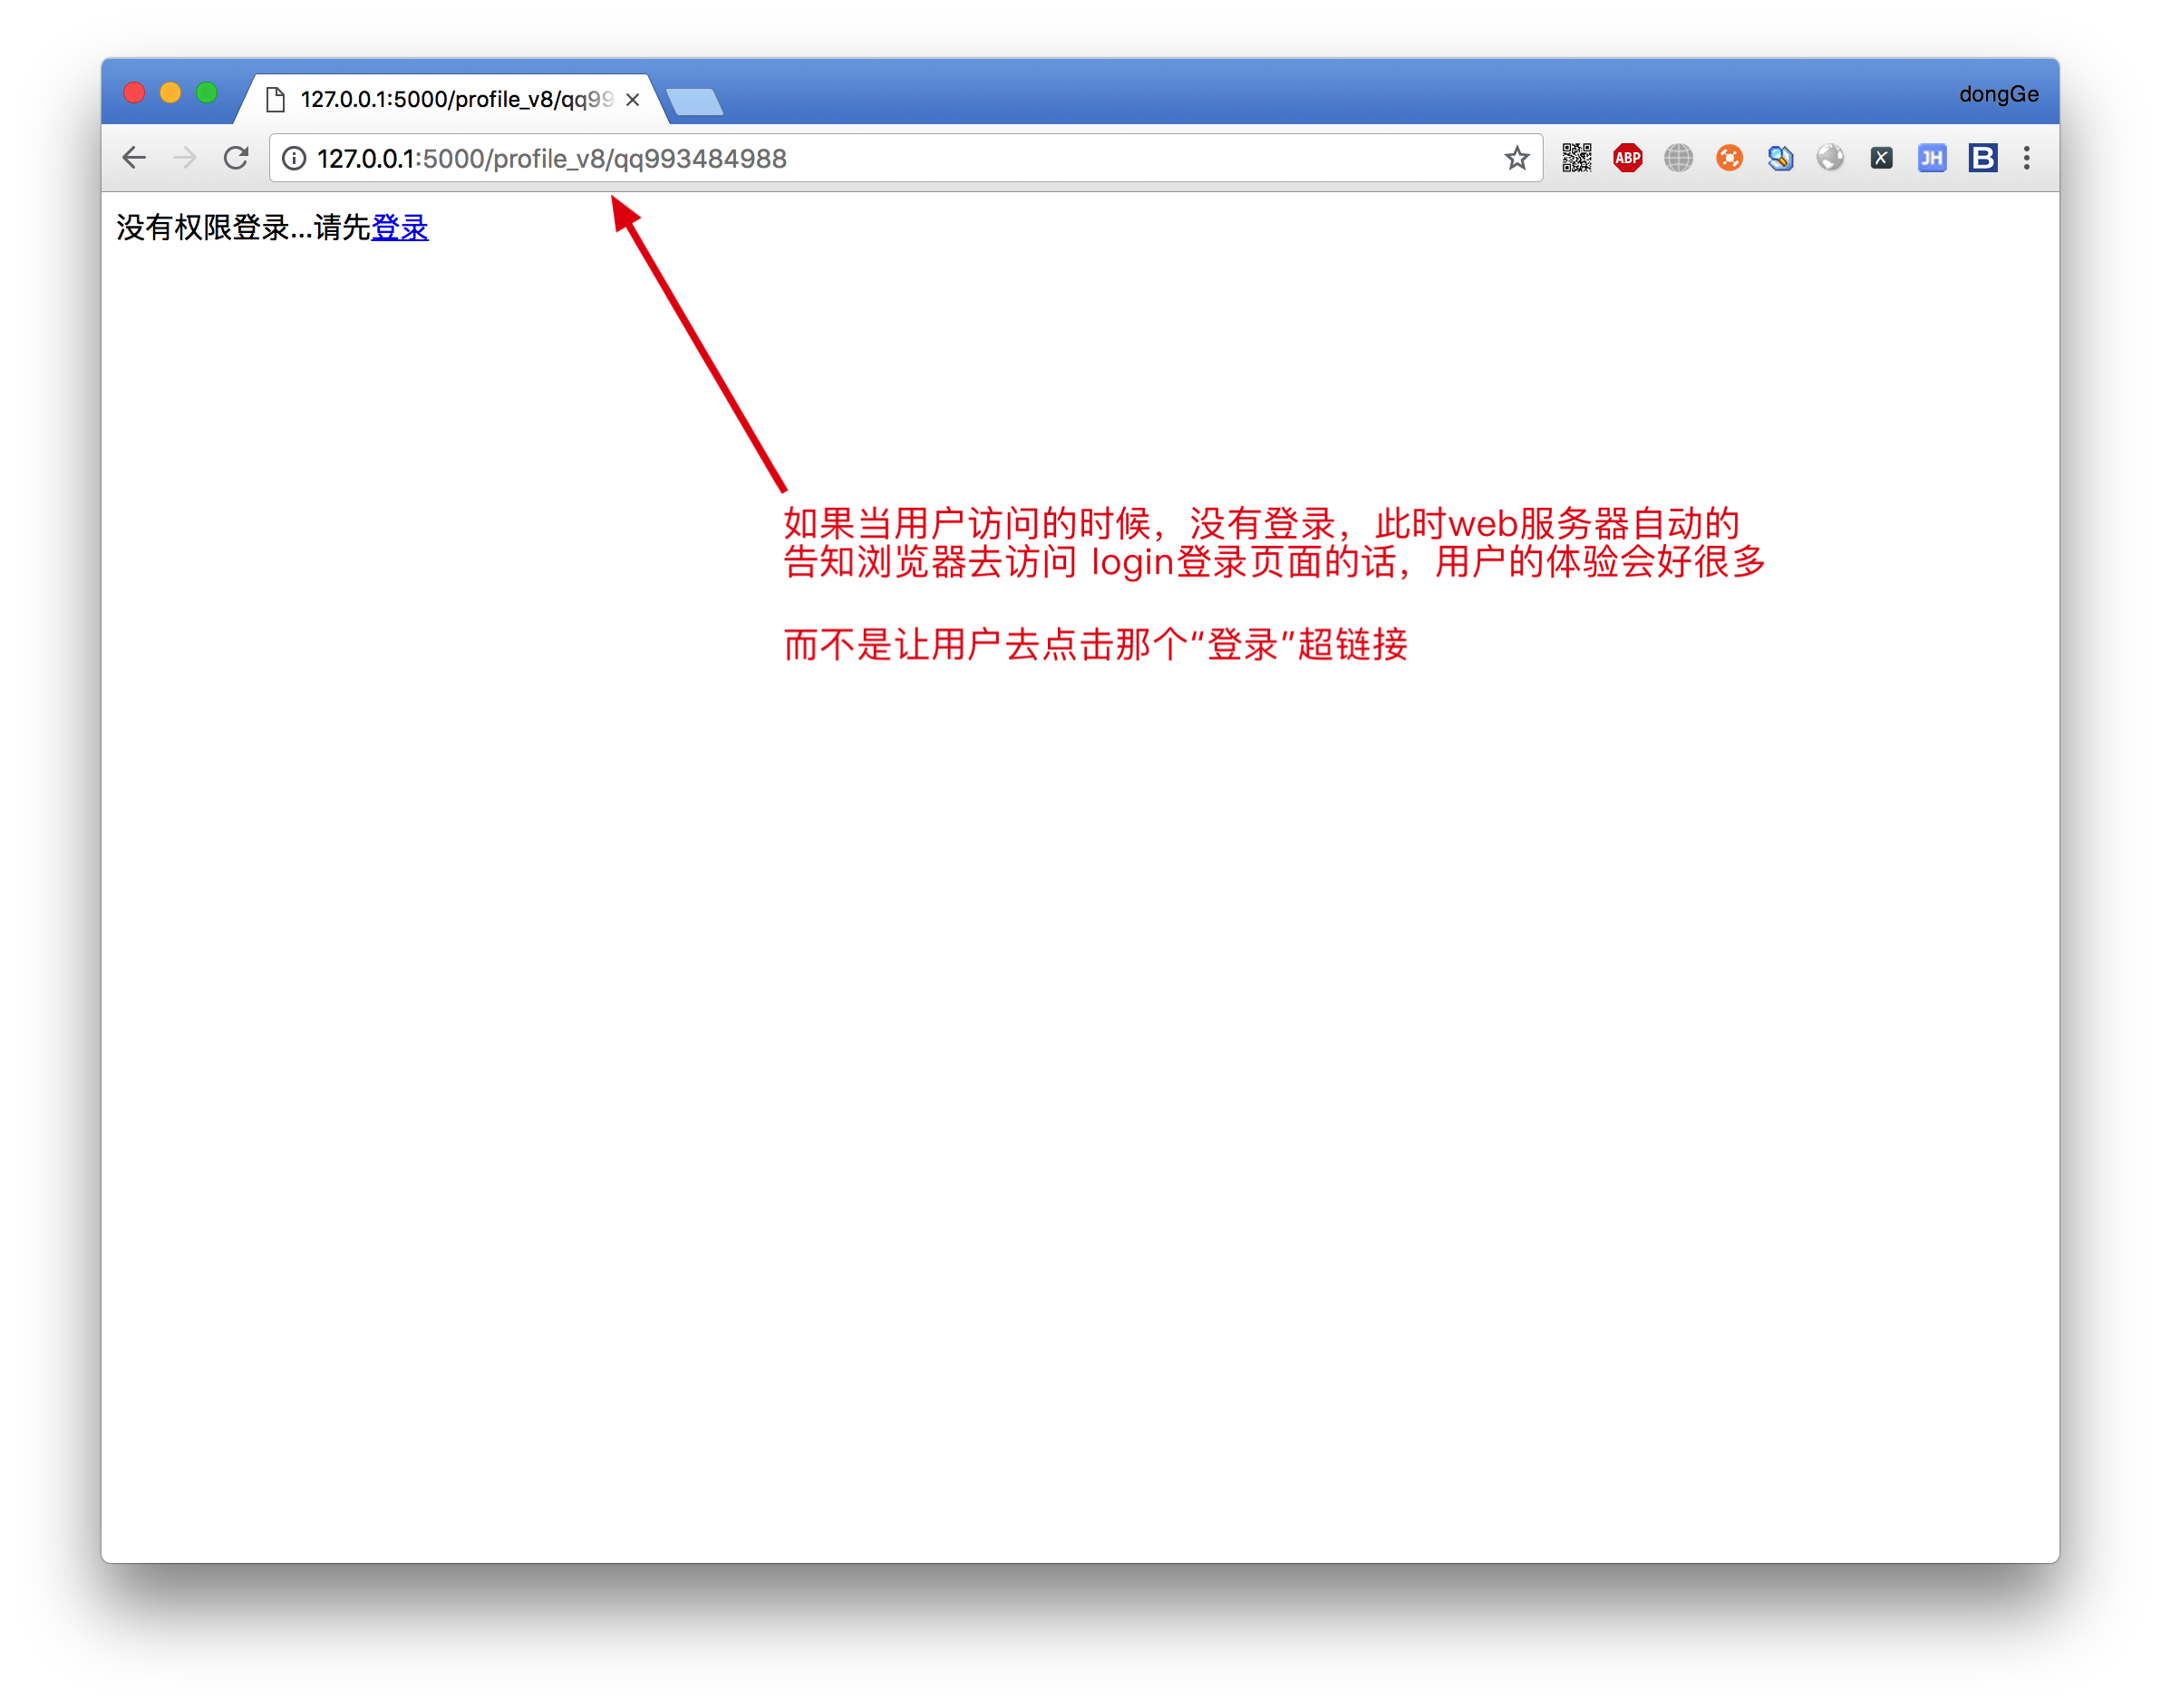 127.0.0.1:5000/profile_v8/qq99
dongGe
127.0.0.1:5000/profile_v8/qq993484988
ABP
X
JH
B
没有权限登录...请先登录
如果当用户访问的时候，没有登录，此时web服务器自动的
告知浏览器去访问 login登录页面的话，用户的体验会好很多
而不是让用户去点击那个“登录”超链接